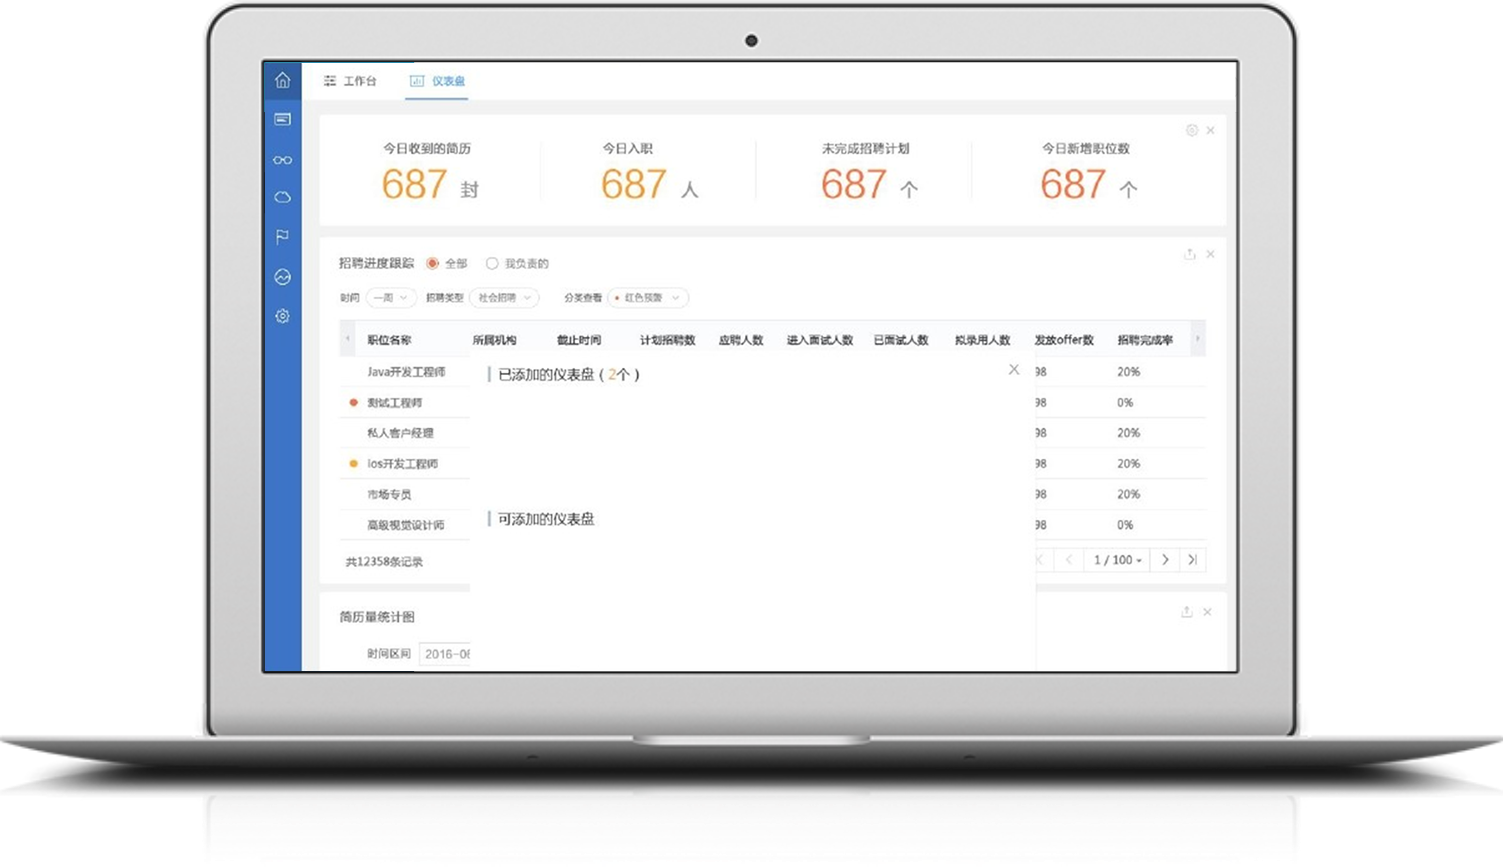 工作台 仪表盘
今日收到的简历 今日入职 未完成招聘计划 今日新增职位数
687 封 687 人 687 个 687 个
招聘进度跟踪 全部 我负责的
时间 一周 招聘类型 社会招聘 分类查看 红色预警
职位名称 所属机构 截止时间 计划招聘数 应聘人数 进入面试人数 已面试人数 拟录用人数 发放offer数 招聘完成率
Java开发工程师 98 20%
已添加的仪表盘 ( 2个 )
测试工程师 98 0%
私人客户经理 98 20%
ios开发工程师 98 20%
市场专员 98 20%
高级视觉设计师 98 0%
可添加的仪表盘
共12358条记录 1 / 100
简历量统计图
时间区间 2016-06